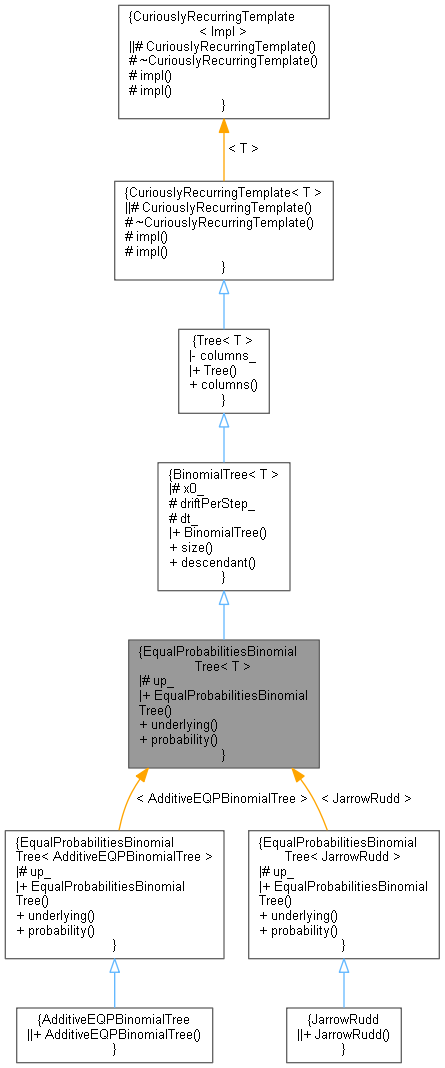 {CuriouslyRecurringTemplate
< Impl >
||# CuriouslyRecurringTemplate()
# ~CuriouslyRecurringTemplate()
# impl()
# impl()
}
< T >
{CuriouslyRecurringTemplate< T >
||# CuriouslyRecurringTemplate()
# ~CuriouslyRecurringTemplate()
# impl()
# impl()
}
{Tree< T >
|- columns_
|+ Tree()
+ columns()
}
{BinomialTree< T >
|# x0_
# driftPerStep_
# dt_
|+ BinomialTree()
+ size()
+ descendant()
}
{EqualProbabilitiesBinomial
Tree< T >
|# up_
|+ EqualProbabilitiesBinomial
Tree()
+ underlying()
+ probability()
}
< AdditiveEQPBinomialTree >
< JarrowRudd >
{EqualProbabilitiesBinomial
Tree< AdditiveEQPBinomialTree >
|# up_
|+ EqualProbabilitiesBinomial
Tree()
+ underlying()
+ probability()
}
{EqualProbabilitiesBinomial
Tree< JarrowRudd >
|# up_
|+ EqualProbabilitiesBinomial
Tree()
+ underlying()
+ probability()
}
{AdditiveEQPBinomialTree
||+ AdditiveEQPBinomialTree()
}
{JarrowRudd
||+ JarrowRudd()
}